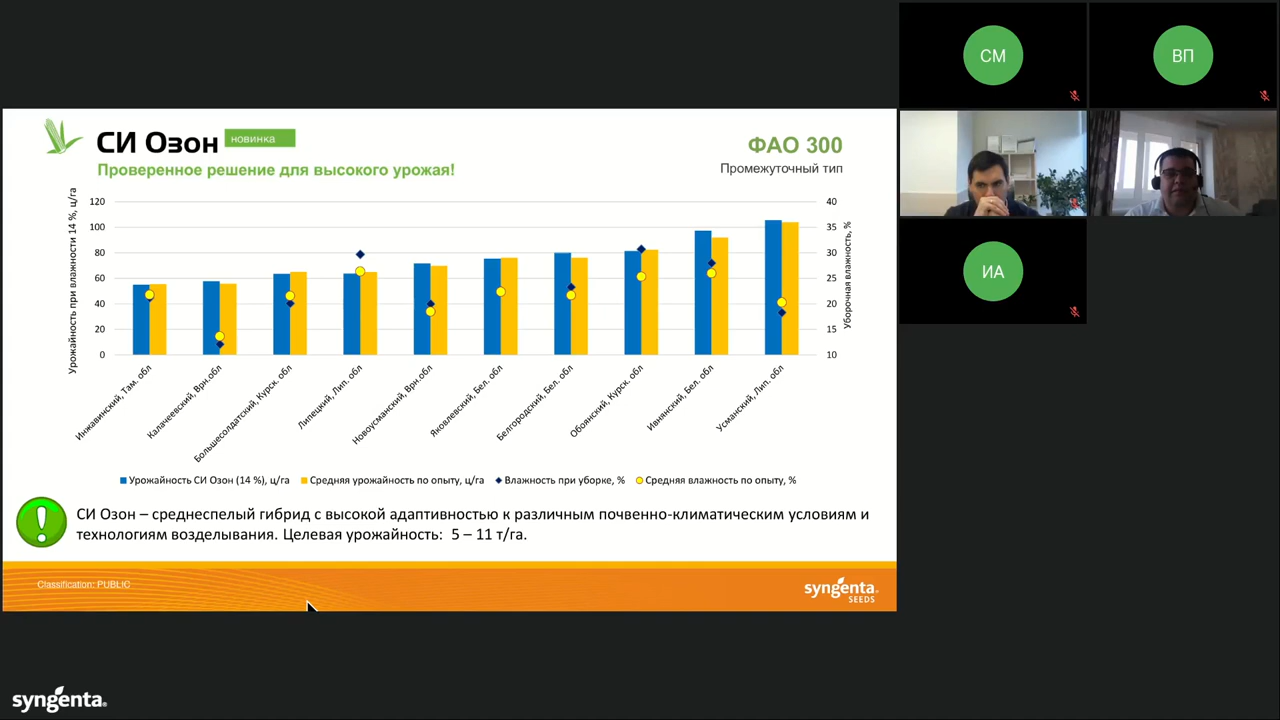 СИ Озон
новинка
Проверенное решение для высокого урожая!
ФАО 300
Промежуточный тип
Урожайность при влажности 14 %, ц/га
120
100
80
60
40
20
0
40
35
30
25
20
15
10
Уборочная влажность, %
Инжавинский, Там. обл
Калачеевский, Врн.обл
Большесолдатский, Курск. обл
Липецкий, Лип. обл
Новоусманский, Врн.обл
Яковлевский, Бел. обл
Белгородский, Бел. обл
Обоянский, Курск. обл
Ивнянский, Бел. обл
Усманский, Лип. обл
Урожайность СИ Озон (14 %), ц/га
Средняя урожайность по опыту, ц/га
Влажность при уборке, %
Средняя влажность по опыту, %
СИ Озон – среднеспелый гибрид с высокой адаптивностью к различным почвенно-климатическим условиям и
технологиям возделывания. Целевая урожайность: 5 – 11 т/га.
Classification: PUBLIC
syngenta
SEEDS
СМ
ВП
ИА
syngenta